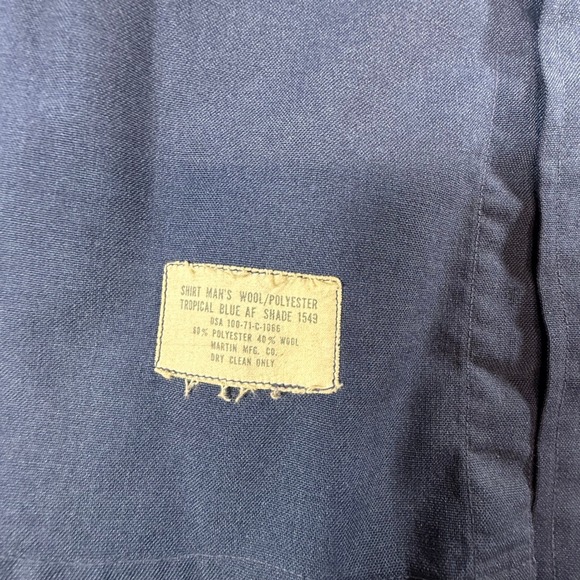 SHIRT MAN'S WOOL/POLYESTER
TROPICAL BLUE AF SHADE 1549
DSA 100-71-C-1066
60% POLYESTER 40% WOOL
MARTIN MFG. CO.
DRY CLEAN ONLY